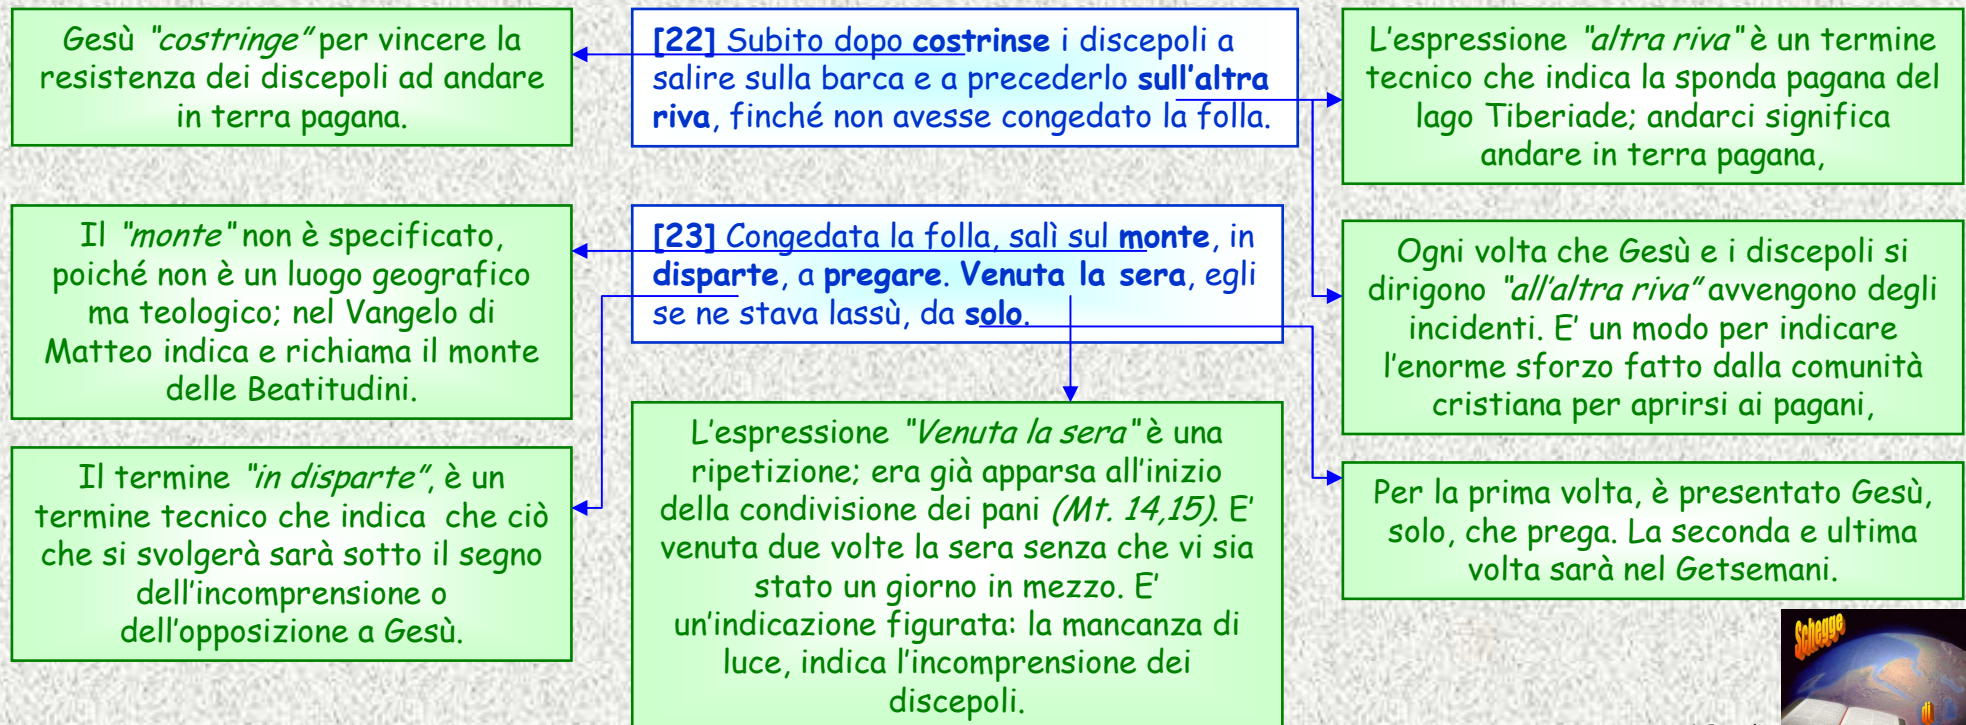 Gesù "costringe" per vincere la
resistenza dei discepoli ad andare
in terra pagana.
[22] Subito dopo costrinse i discepoli a
salire sulla barca e a precederlo sull'altra
riva, finché non avesse congedato la folla.
L'espressione "altra riva" è un termine
tecnico che indica la sponda pagana del
lago Tiberiade; andarci significa
andare in terra pagana,
Il "monte" non è specificato,
poiché non è un luogo geografico
ma teologico; nel Vangelo di
Matteo indica e richiama il monte
delle Beatitudini.
[23] Congedata la folla, salì sul monte, in
disparte, a pregare. Venuta la sera, egli
se ne stava lassù, da solo.
Ogni volta che Gesù e i discepoli si
dirigono "all'altra riva" avvengono degli
incidenti. E' un modo per indicare
l'enorme sforzo fatto dalla comunità
cristiana per aprirsi ai pagani,
Il termine "in disparte", è un
termine tecnico che indica che ciò
che si svolgerà sarà sotto il segno
dell'incomprensione o
dell'opposizione a Gesù.
L'espressione "Venuta la sera" è una
ripetizione; era già apparsa all'inizio
della condivisione dei pani (Mt. 14,15). E'
venuta due volte la sera senza che vi sia
stato un giorno in mezzo. E'
un'indicazione figurata: la mancanza di
luce, indica l'incomprensione dei
discepoli.
Per la prima volta, è presentato Gesù,
solo, che prega. La seconda e ultima
volta sarà nel Getsemani.
Schegge
di